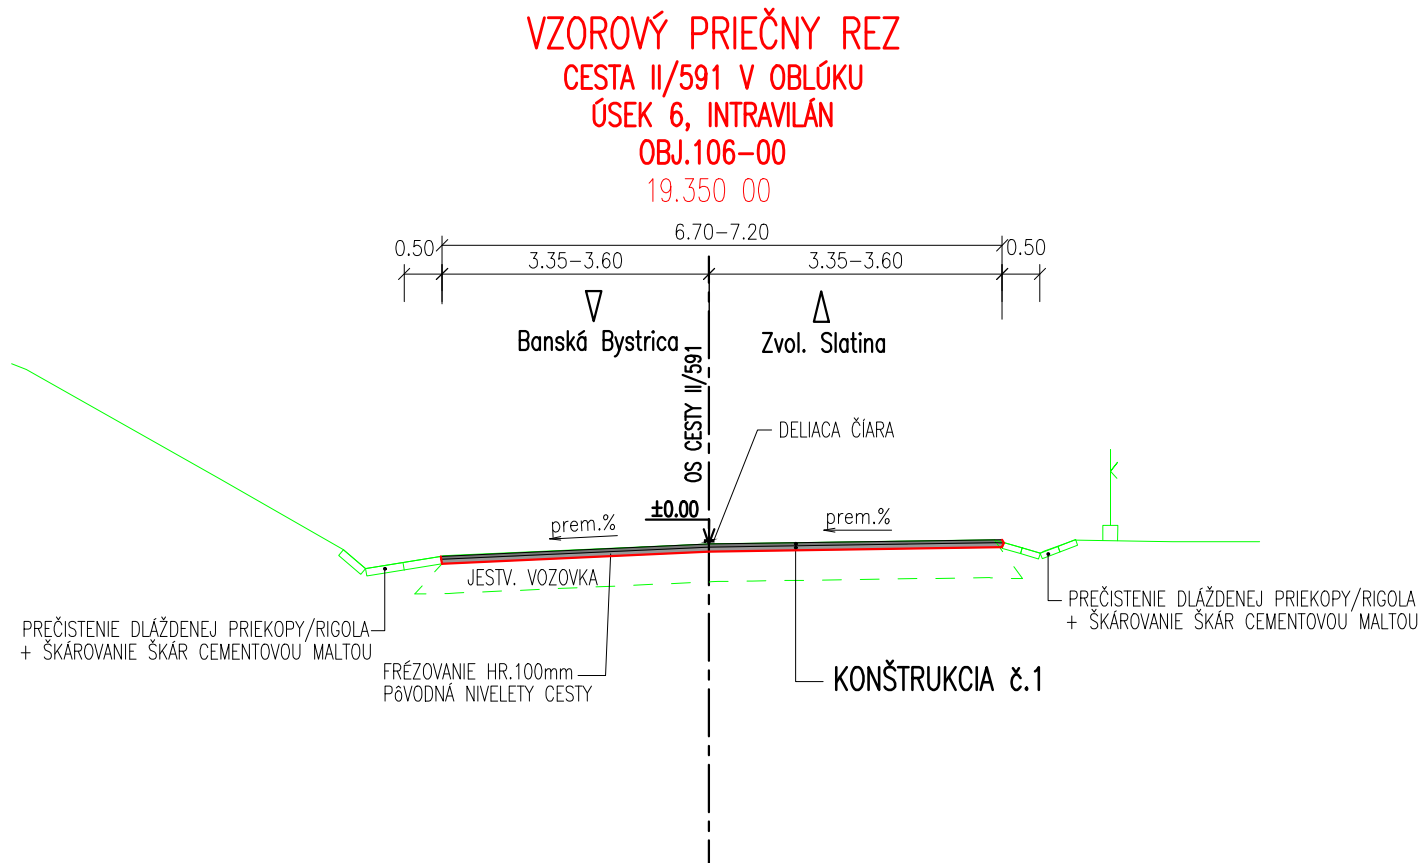 VZOROVÝ PRIEČNY REZ
CESTA II/591 V OBLÚKU
ÚSEK 6, INTRAVILÁN
OBJ.106-00
19.350 00
6.70-7.20
0.50
0.50
3.35-3.60
3.35-3.60
Banská Bystrica
Zvol. Slatina
OS CESTY II/591
DELIACA ČÍARA
±0.00
prem.%
prem.%
JESTV. VOZOVKA
PREČISTENIE DLÁŽDENEJ PRIEKOPY/RIGOLA
+ ŠKÁROVANIE ŠKÁR CEMENTOVOU MALTOU
PREČISTENIE DLÁŽDENEJ PRIEKOPY/RIGOLA
+ ŠKÁROVANIE ŠKÁR CEMENTOVOU MALTOU
FRÉZOVANIE HR.100mm
PôVODNÁ NIVELETY CESTY
KONŠTRUKCIA č.1